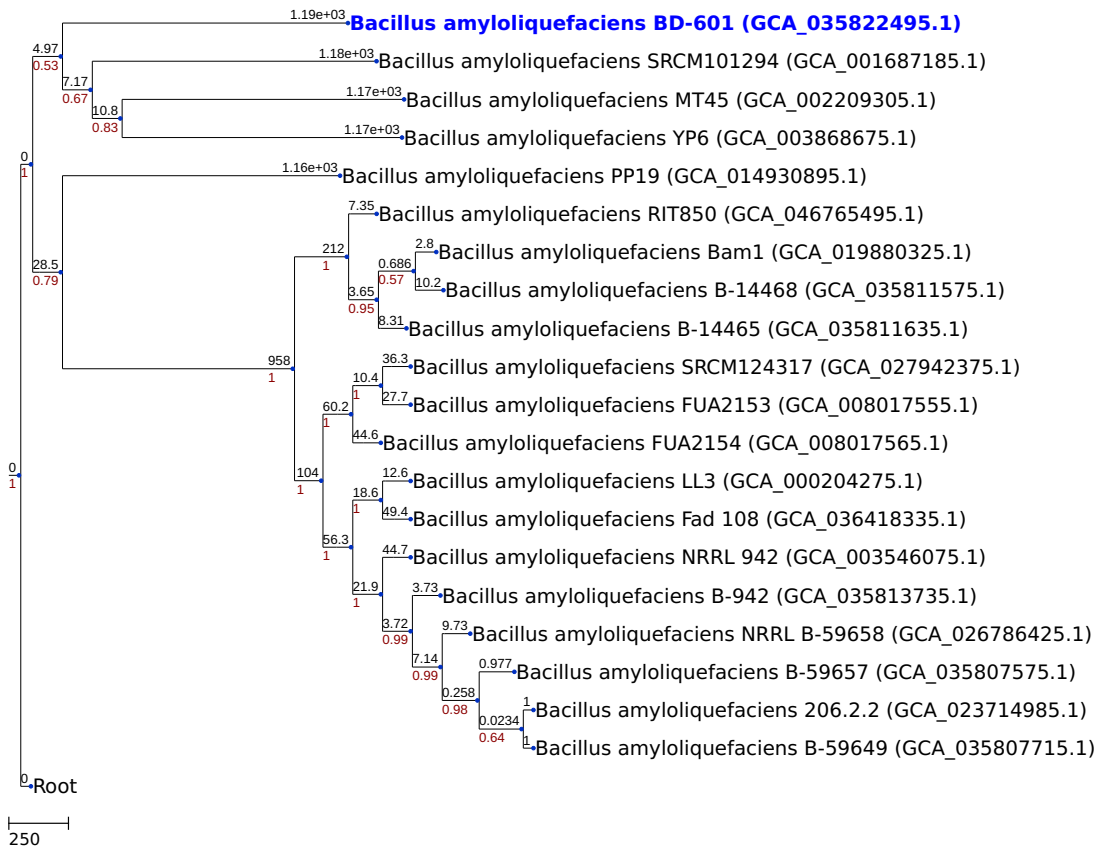 1.19e+03 Bacillus amyloliquefaciens BD-601 (GCA_035822495.1)
4.97
0.53
1.18e+03 Bacillus amyloliquefaciens SRCM101294 (GCA_001687185.1)
7.17
0.67
1.17e+03 Bacillus amyloliquefaciens MT45 (GCA_002209305.1)
10.8
0.83
1.17e+03 Bacillus amyloliquefaciens YP6 (GCA_003868675.1)
0
1
1.16e+03 Bacillus amyloliquefaciens PP19 (GCA_014930895.1)
7.35 Bacillus amyloliquefaciens RIT850 (GCA_046765495.1)
212
1
2.8 Bacillus amyloliquefaciens Bam1 (GCA_019880325.1)
28.5
0.79
0.686
0.57
10.2 Bacillus amyloliquefaciens B-14468 (GCA_035811575.1)
3.65
0.95
8.31 Bacillus amyloliquefaciens B-14465 (GCA_035811635.1)
958
1
36.3 Bacillus amyloliquefaciens SRCM124317 (GCA_027942375.1)
10.4
1
27.7 Bacillus amyloliquefaciens FUA2153 (GCA_008017555.1)
60.2
1
44.6 Bacillus amyloliquefaciens FUA2154 (GCA_008017565.1)
0
1
104
1
12.6 Bacillus amyloliquefaciens LL3 (GCA_000204275.1)
18.6
1
49.4 Bacillus amyloliquefaciens Fad 108 (GCA_036418335.1)
56.3
1
44.7 Bacillus amyloliquefaciens NRRL 942 (GCA_003546075.1)
21.9
1
3.73 Bacillus amyloliquefaciens B-942 (GCA_035813735.1)
3.72
0.99
9.73 Bacillus amyloliquefaciens NRRL B-59658 (GCA_026786425.1)
7.14
0.99
0.977 Bacillus amyloliquefaciens B-59657 (GCA_035807575.1)
0.258
0.98
1 Bacillus amyloliquefaciens 206.2.2 (GCA_023714985.1)
0.0234
0.64
1 Bacillus amyloliquefaciens B-59649 (GCA_035807715.1)
0 Root
250